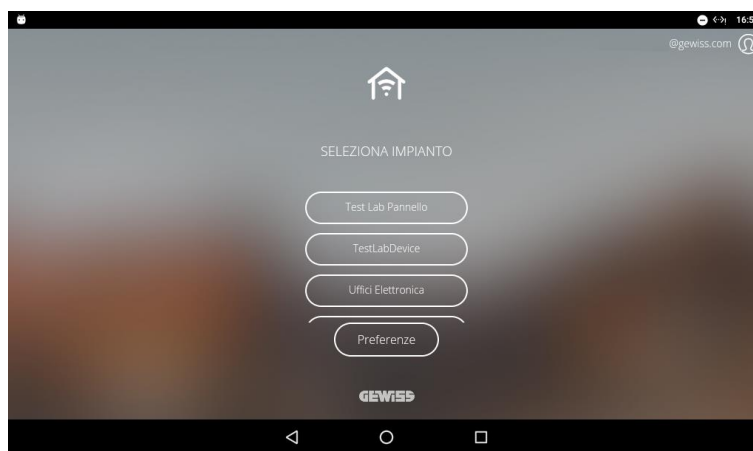 16:5
@gewiss.com
SELEZIONA IMPIANTO
Test Lab Pannello
TestLabDevice
Uffici Elettronica
Preferenze
GEWISS